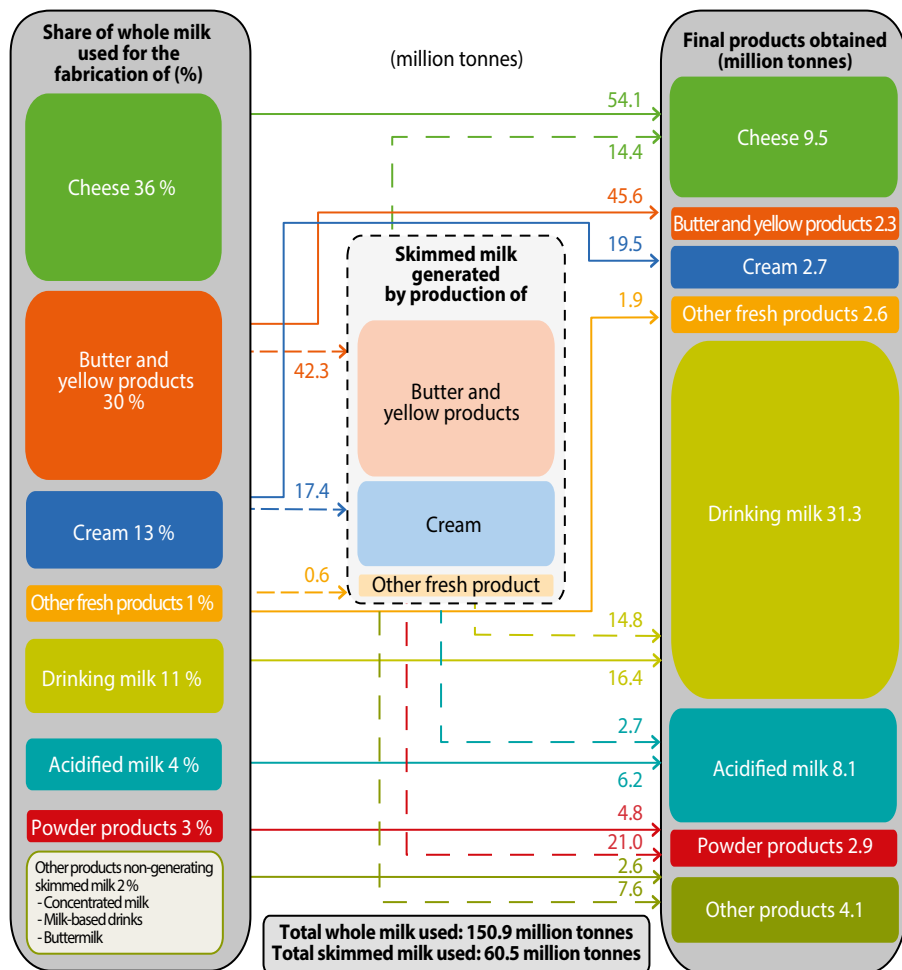 Share of whole milk
used for the
fabrication of (%)
Cheese 36 %
Butter and
yellow products
30 %
Cream 13 %
Other fresh products 1 %
Drinking milk 11 %
Acidified milk 4 %
Powder products 3 %
Other products non-generating
skimmed milk 2 %
- Concentrated milk
- Milk-based drinks
- Buttermilk
(million tonnes)
54.1
14.4
45.6
19.5
1.9
42.3
17.4
0.6
Skimmed milk
generated
by production of
Butter and
yellow products
Cream
Other fresh product
14.8
16.4
2.7
6.2
4.8
21.0
2.6
7.6
Total whole milk used: 150.9 million tonnes
Total skimmed milk used: 60.5 million tonnes
Final products obtained
(million tonnes)
Cheese 9.5
Butter and yellow products 2.3
Cream 2.7
Other fresh products 2.6
Drinking milk 31.3
Acidified milk 8.1
Powder products 2.9
Other products 4.1